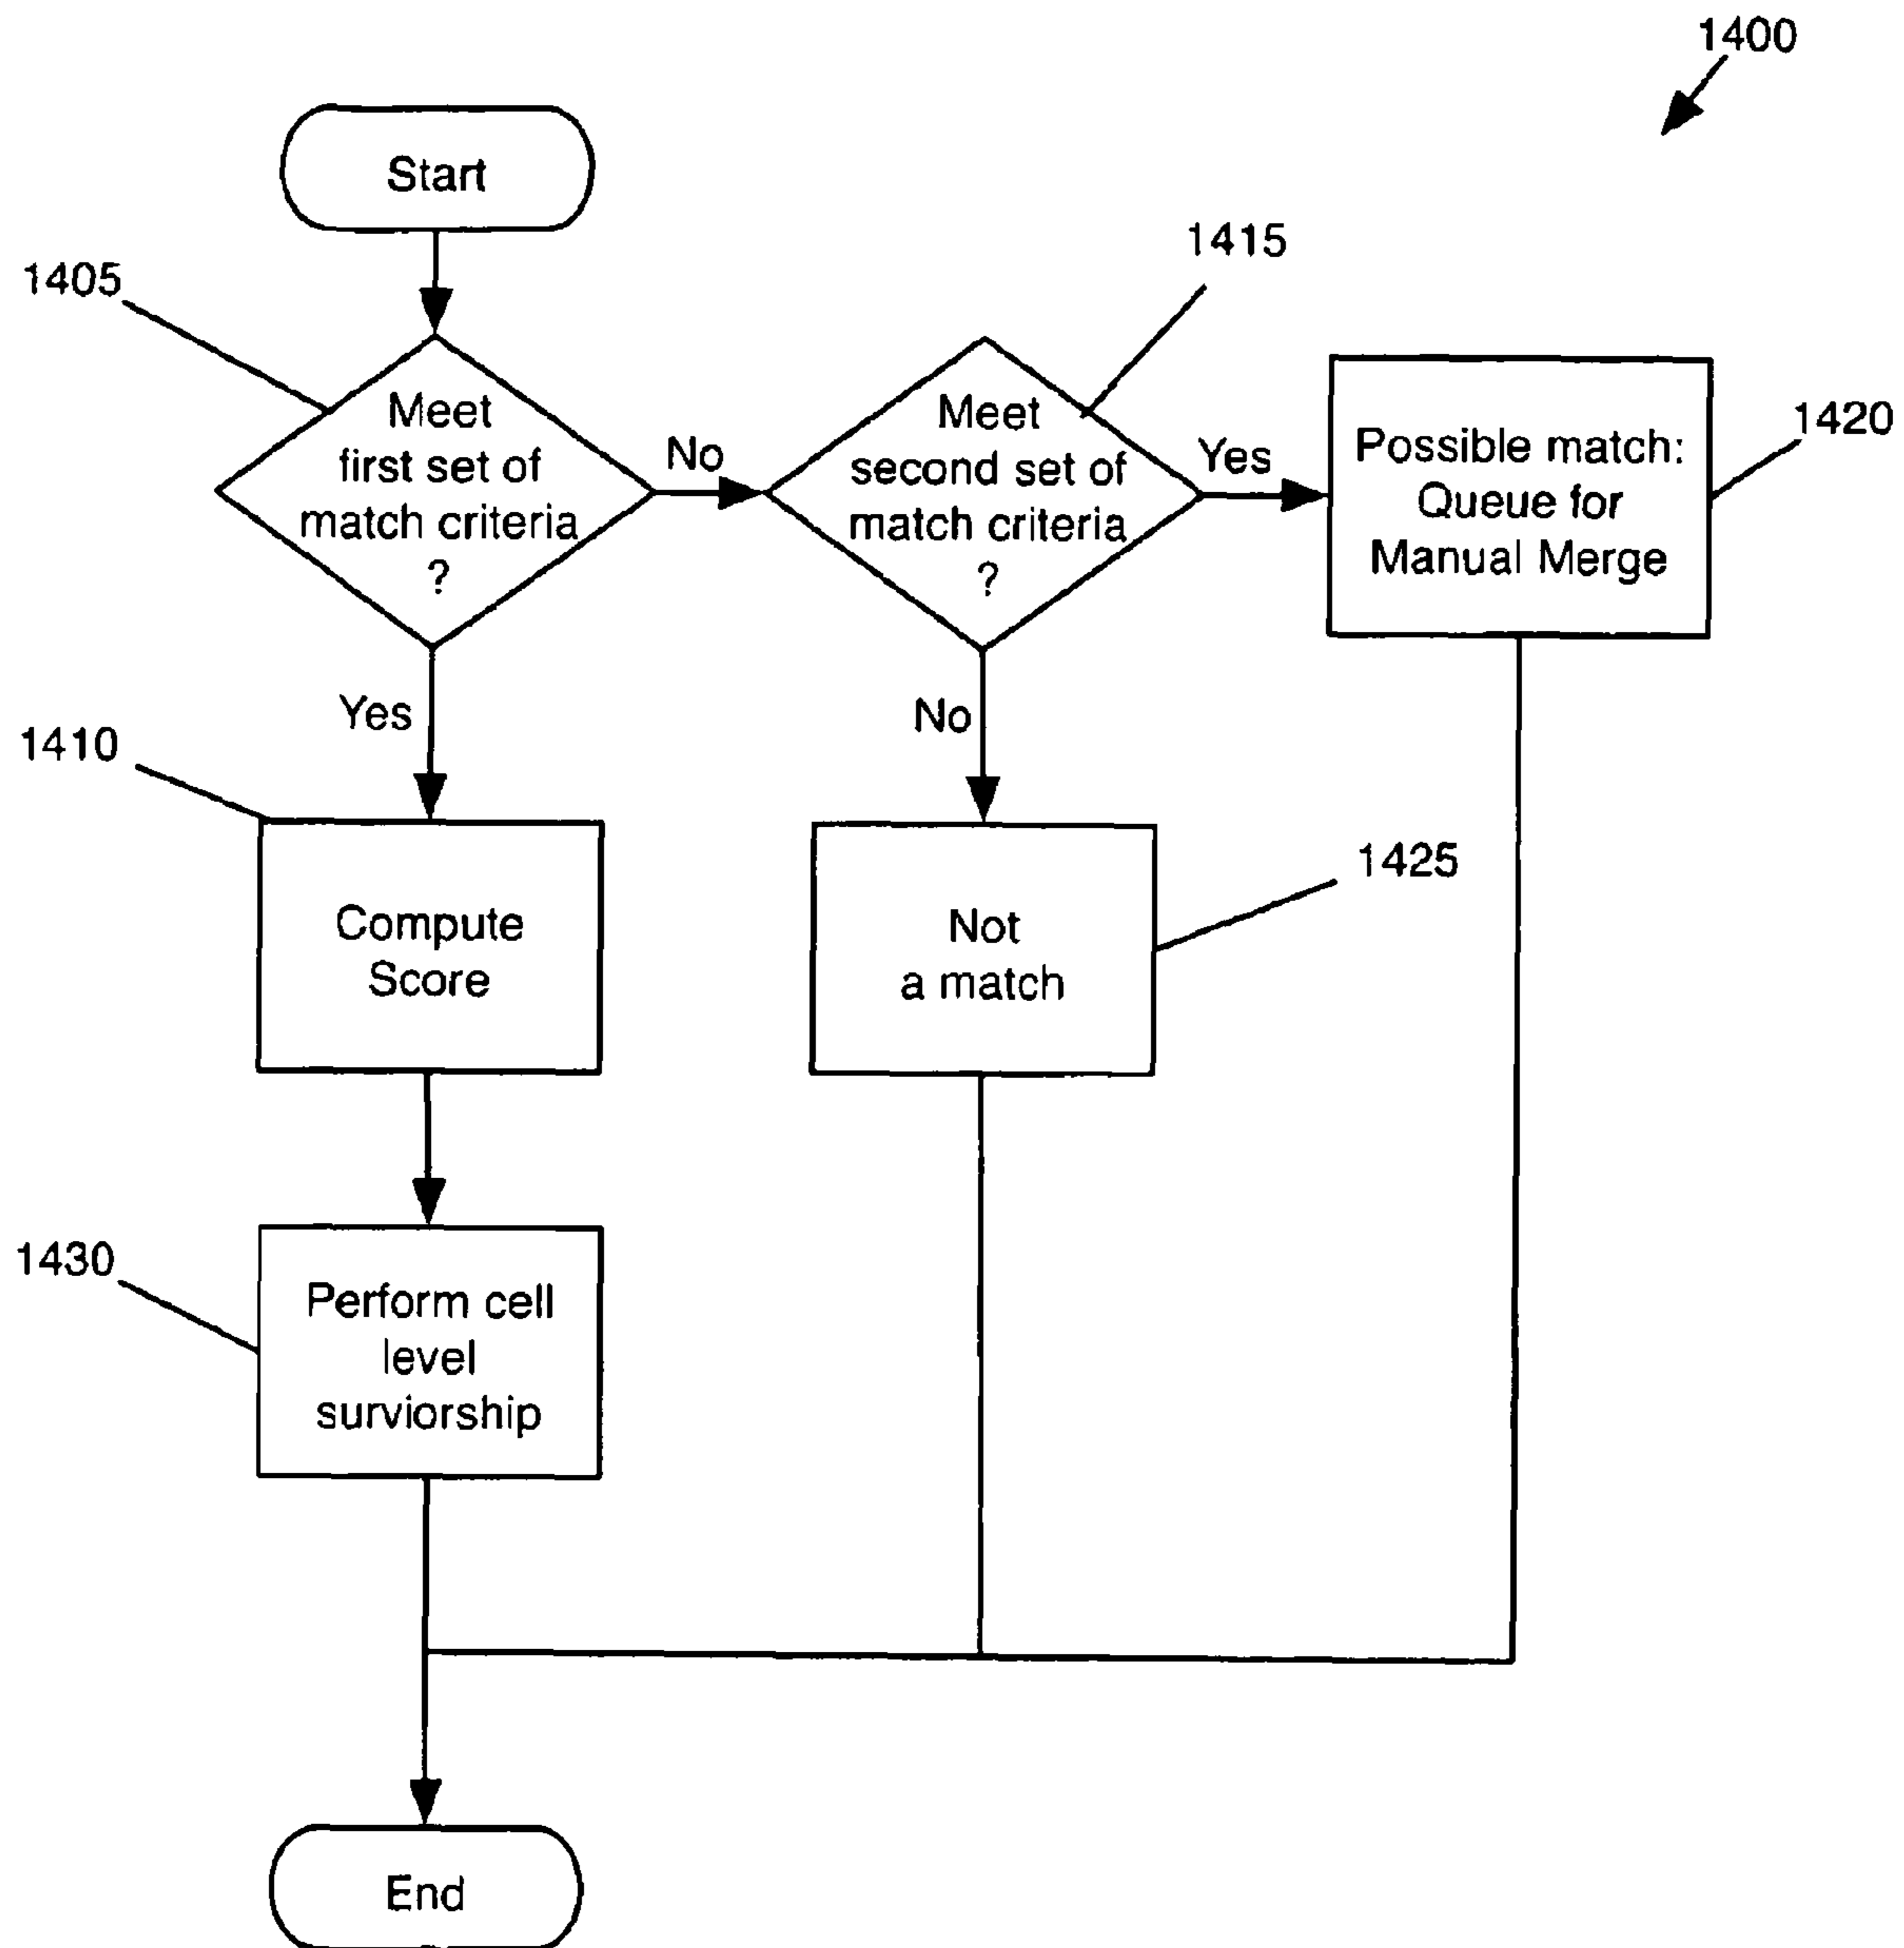 1400
Start
1405
1415
Meet
first set of
match criteria
?
No
Meet
second set of
match criteria
?
Yes
Possible match:
Queue for
Manual Merge
1420
Yes
No
1410
Compute
Score
Not
a match
1425
1430
Perform cell
level
surviorship
End